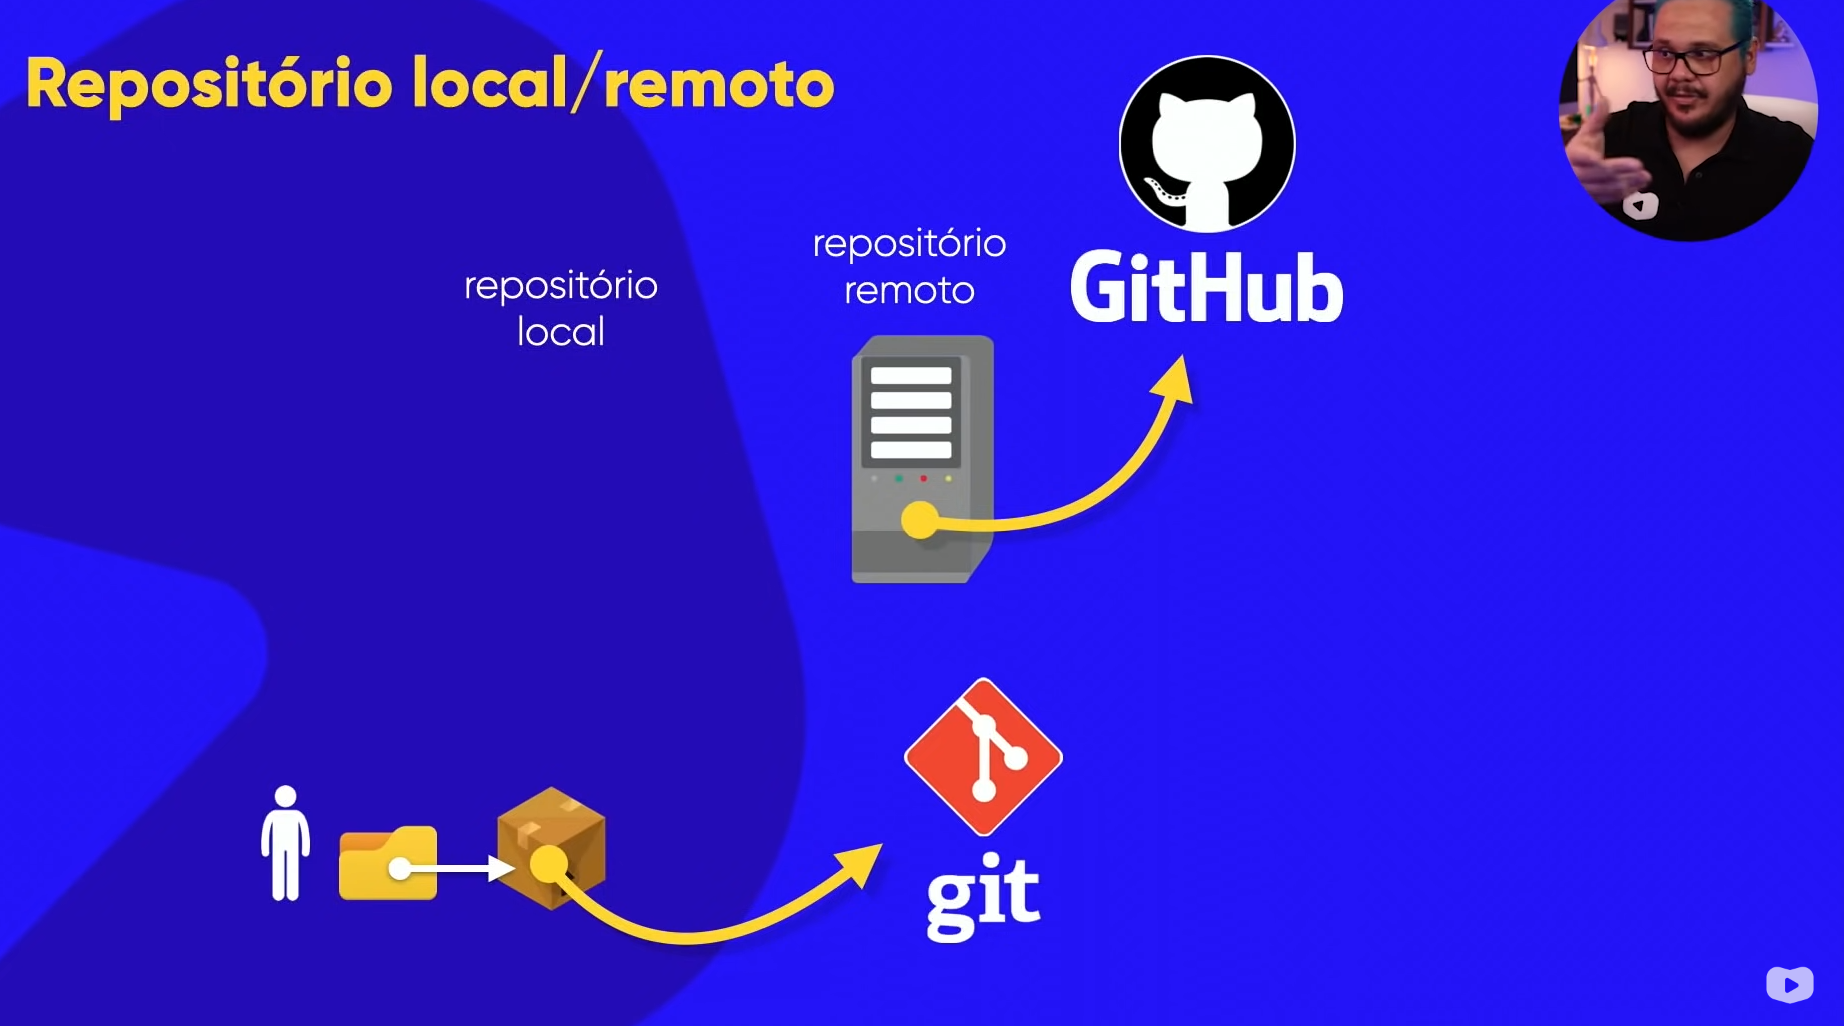 Repositório local/remoto
repositório
local
repositório
remoto
GitHub
git